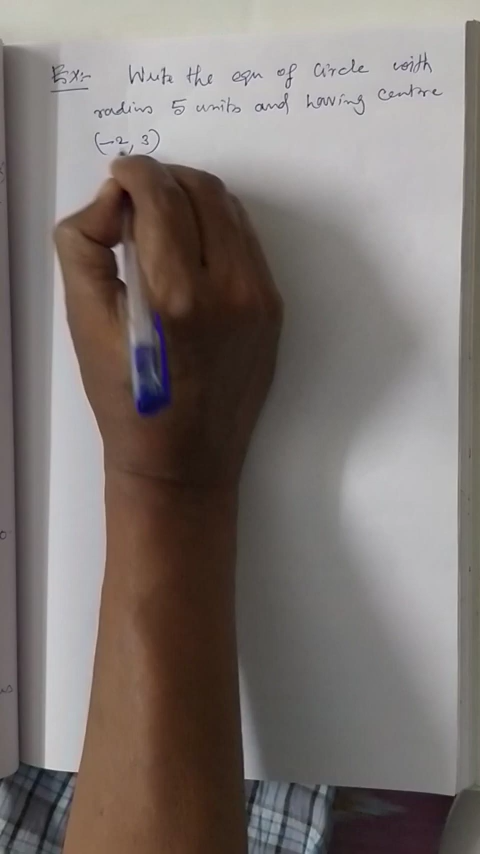 Ex:- Write the eqn of circle with
radius 5 units and having centre
(-2, 3)